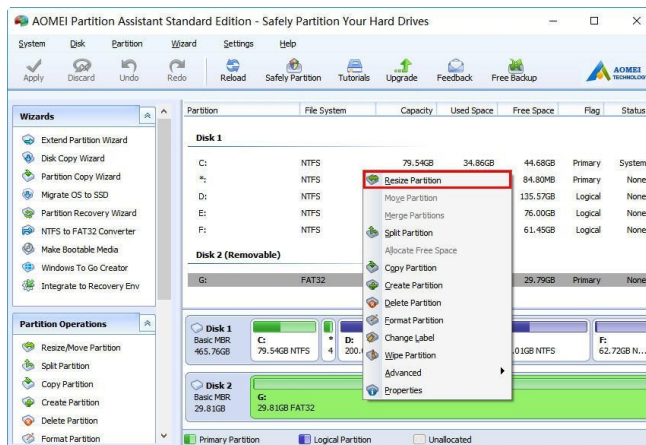 AOMEI Partition Assistant Standard Edition - Safely Partition Your Hard Drives
System Disk Partition Wizard Settings Help
Apply Discard Undo Redo Reload Safely Partition Tutorials Upgrade Feedback Free Backup AOMEI TECHNOLOGY
Wizards
Extend Partition Wizard
Disk Copy Wizard
Partition Copy Wizard
Migrate OS to SSD
Partition Recovery Wizard
NTFS to FAT32 Converter
Make Bootable Media
Windows To Go Creator
Integrate to Recovery Env
Partition Operations
Resize/Move Partition
Split Partition
Copy Partition
Create Partition
Delete Partition
Format Partition
Partition File System Capacity Used Space Free Space Flag Status
Disk 1
C: NTFS 79.54GB 34.86GB 44.68GB Primary System
*: NTFS 84.80MB Primary None
D: NTFS 135.57GB Logical None
E: NTFS 76.00GB Logical None
F: NTFS 61.45GB Logical None
Disk 2 (Removable)
G: FAT32 29.79GB Primary None
Resize Partition
Move Partition
Merge Partitions
Split Partition
Allocate Free Space
Copy Partition
Create Partition
Delete Partition
Format Partition
Change Label
Wipe Partition
Advanced
Properties
Disk 1
Basic MBR
465.76GB
C:
79.54GB NTFS
*
4
D:
200.
.01GB NTFS
F:
62.72GB N...
Disk 2
Basic MBR
29.81GB
G:
29.81GB FAT32
Primary Partition Logical Partition Unallocated